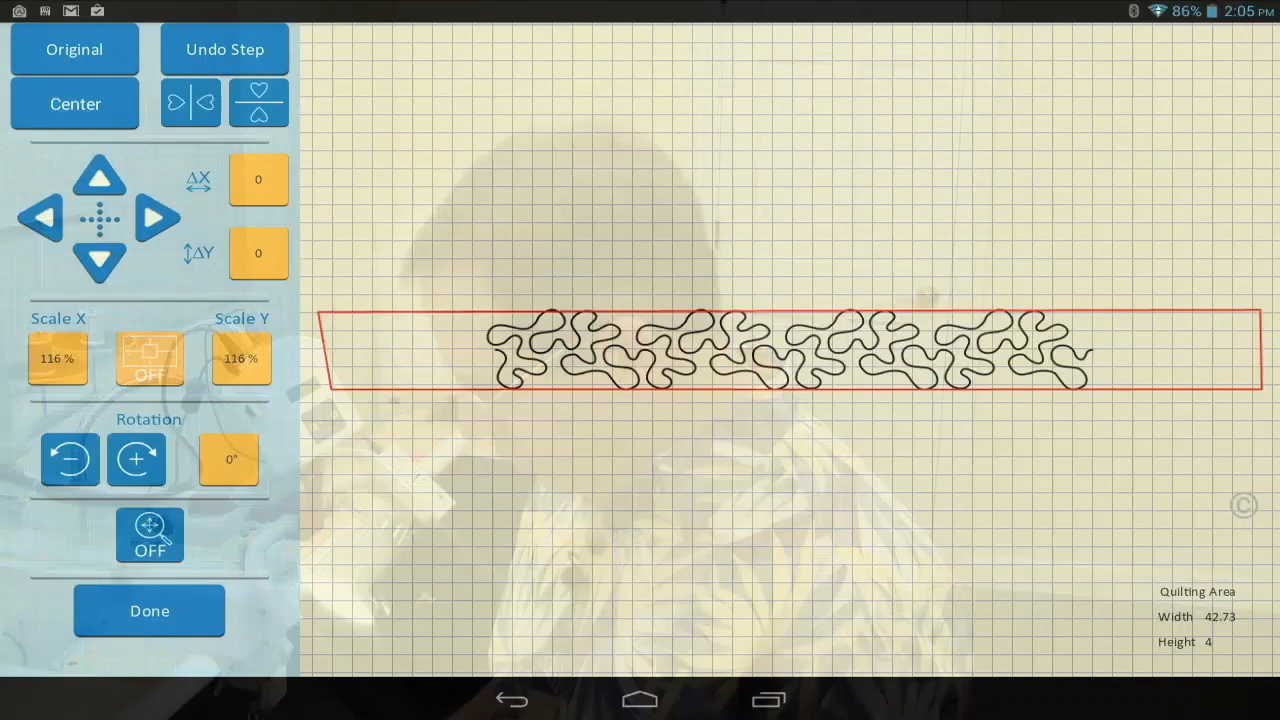 86% 2:05 PM
Original
Undo Step
Center
ΔX
0
ΔY
0
Scale X
Scale Y
116 %
OFF
116 %
Rotation
0°
OFF
©
Done
Quilting Area
Width 42.73
Height 4